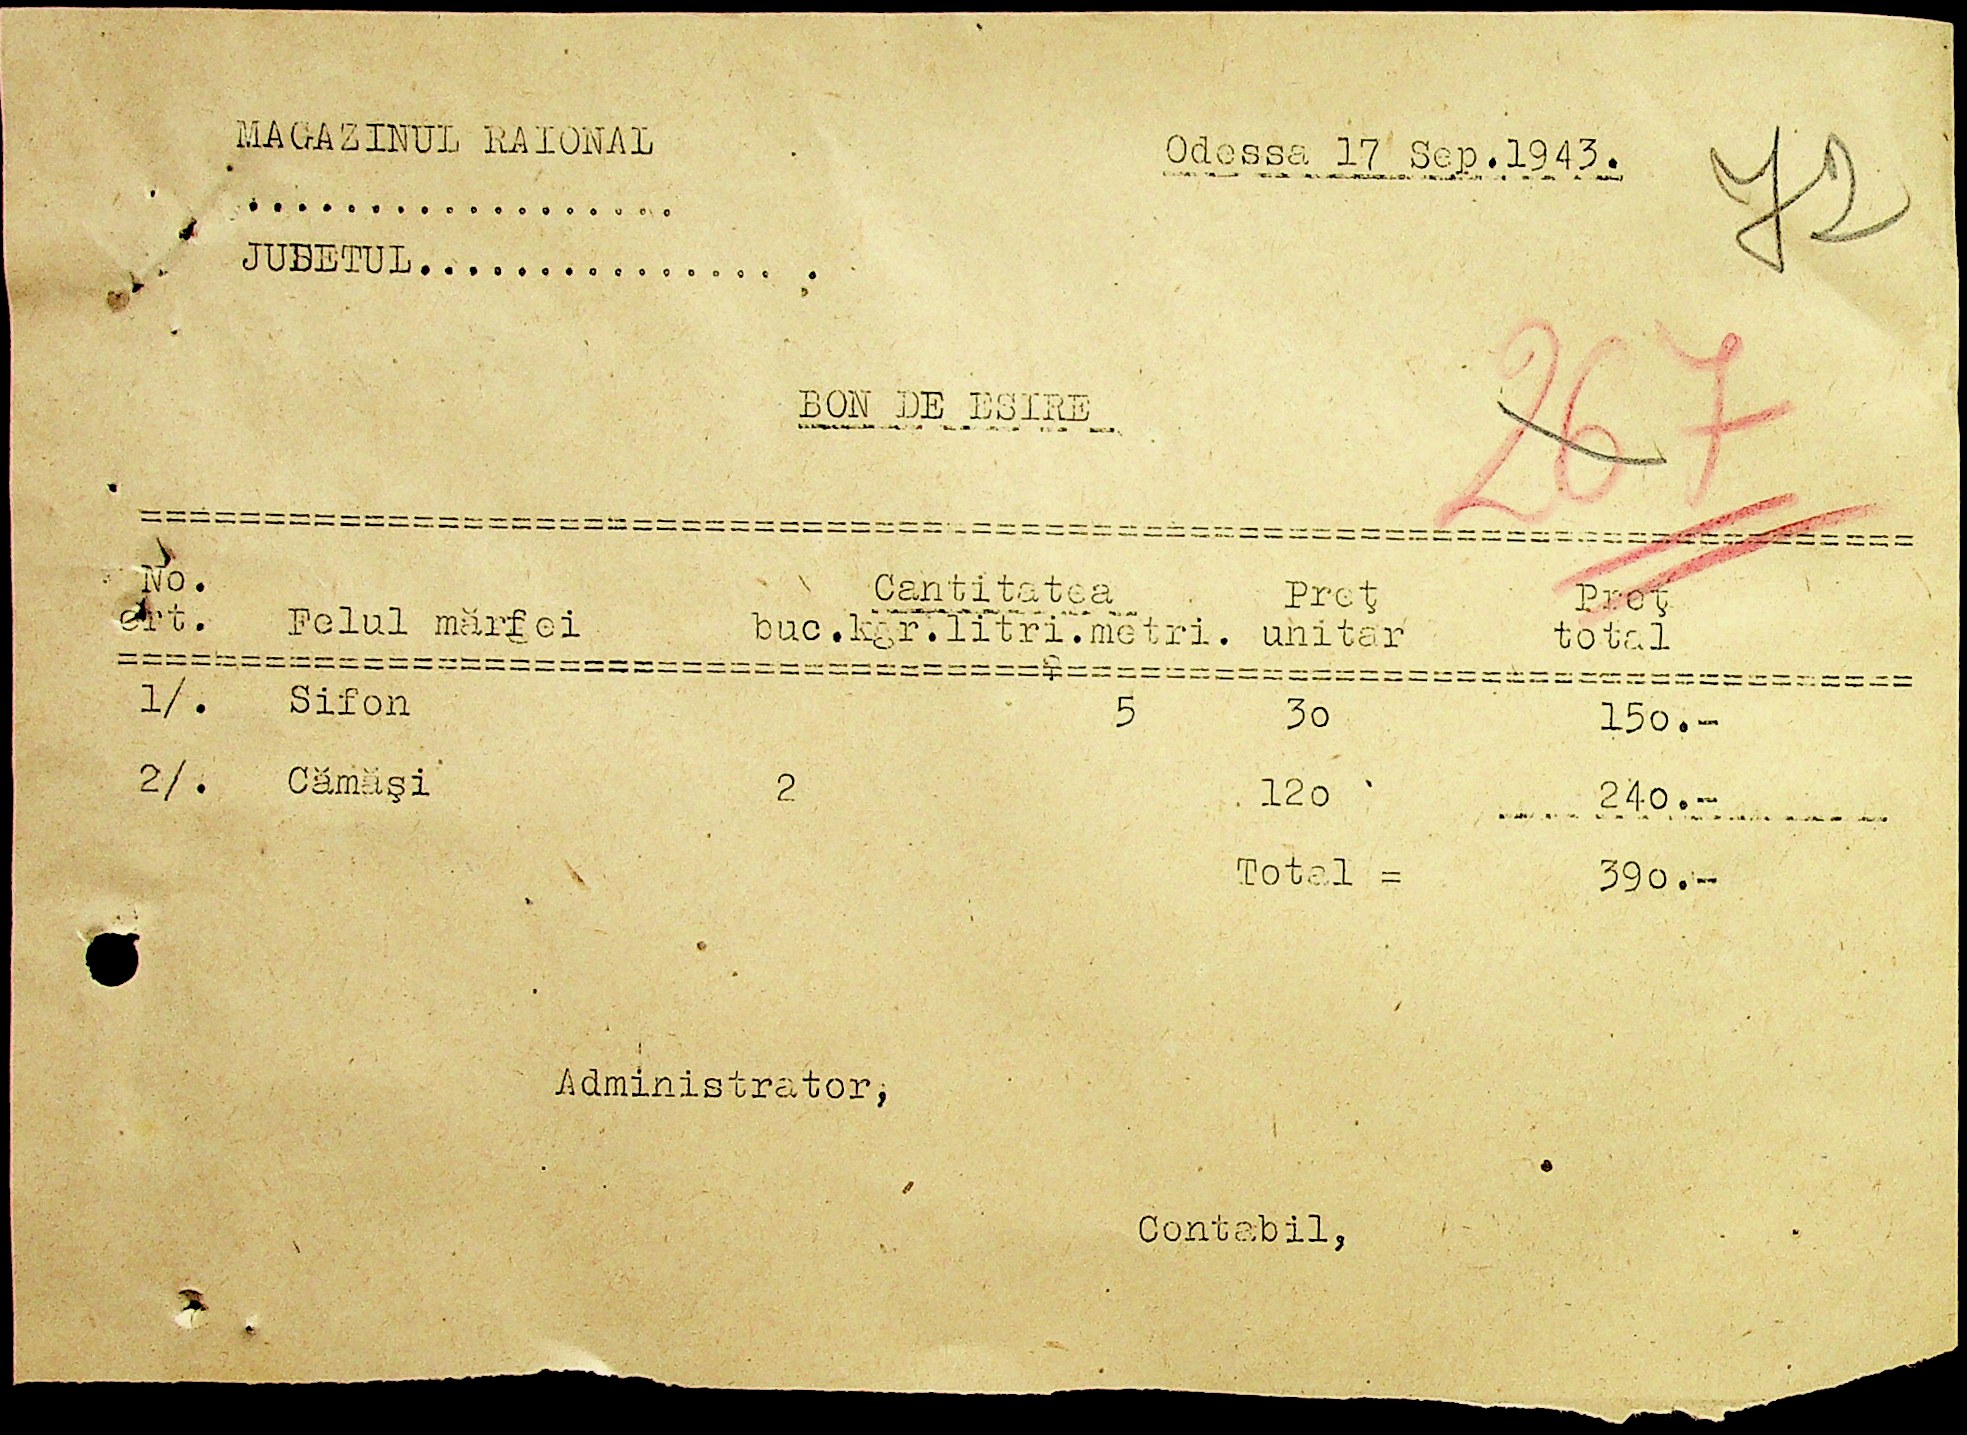 MAGAZINUL RAIONAL
Odessa 17 Sep.1943.
72
...................
JUDETUL................
267
BON DE ESIRE
No. Cantitatea Preţ Preţ
crt. Felul mărfei buc.kgr.litri.metri. unitar total
1/. Sifon 5 3o 15o.-
2/. Cămăşi 2 12o 24o.-
Total = 39o.-
Administrator,
Contabil,